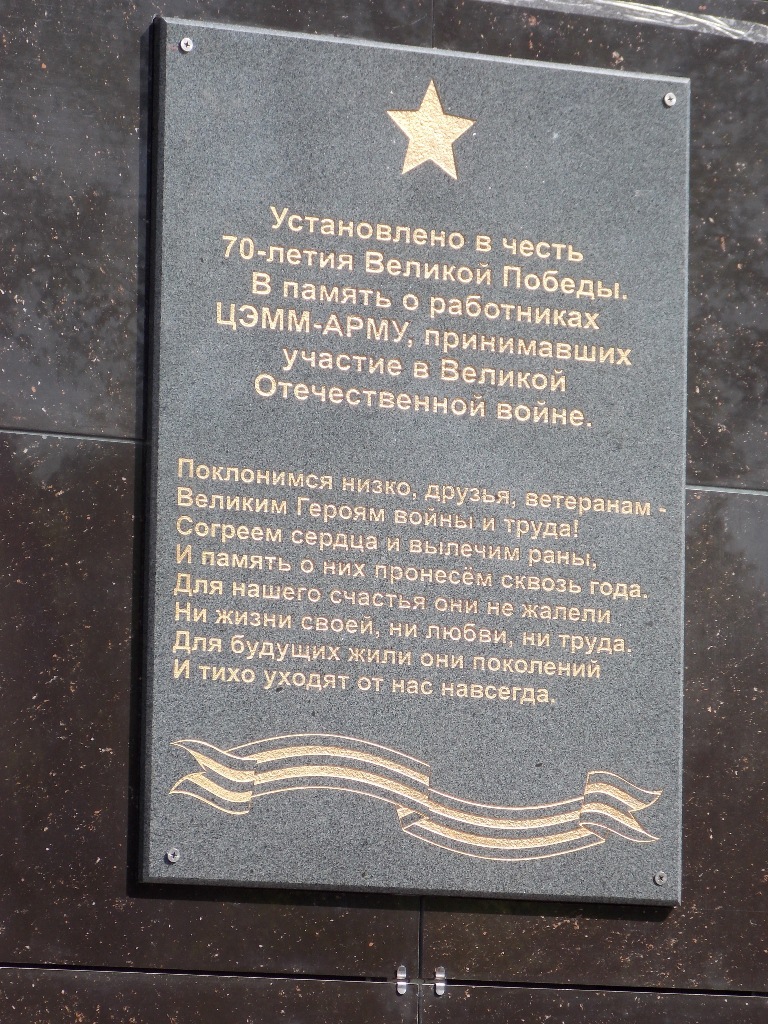 Установлено в честь
70-летия Великой Победы.
В память о работниках
ЦЭММ-АРМУ, принимавших
участие в Великой
Отечественной войне.
Поклонимся низко, друзья, ветеранам -
Великим Героям войны и труда!
Согреем сердца и вылечим раны,
И память о них пронесём сквозь года.
Для нашего счастья они не жалели
Ни жизни своей, ни любви, ни труда.
Для будущих жили они поколений
И тихо уходят от нас навсегда.